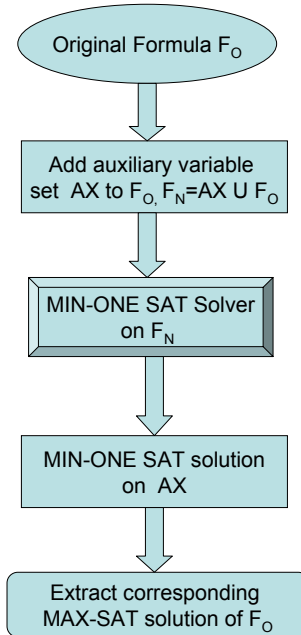 Original Formula F_O
Add auxiliary variable
set AX to F_O, F_N=AX U F_O
MIN-ONE SAT Solver
on F_N
MIN-ONE SAT solution
on AX
Extract corresponding
MAX-SAT solution of F_O